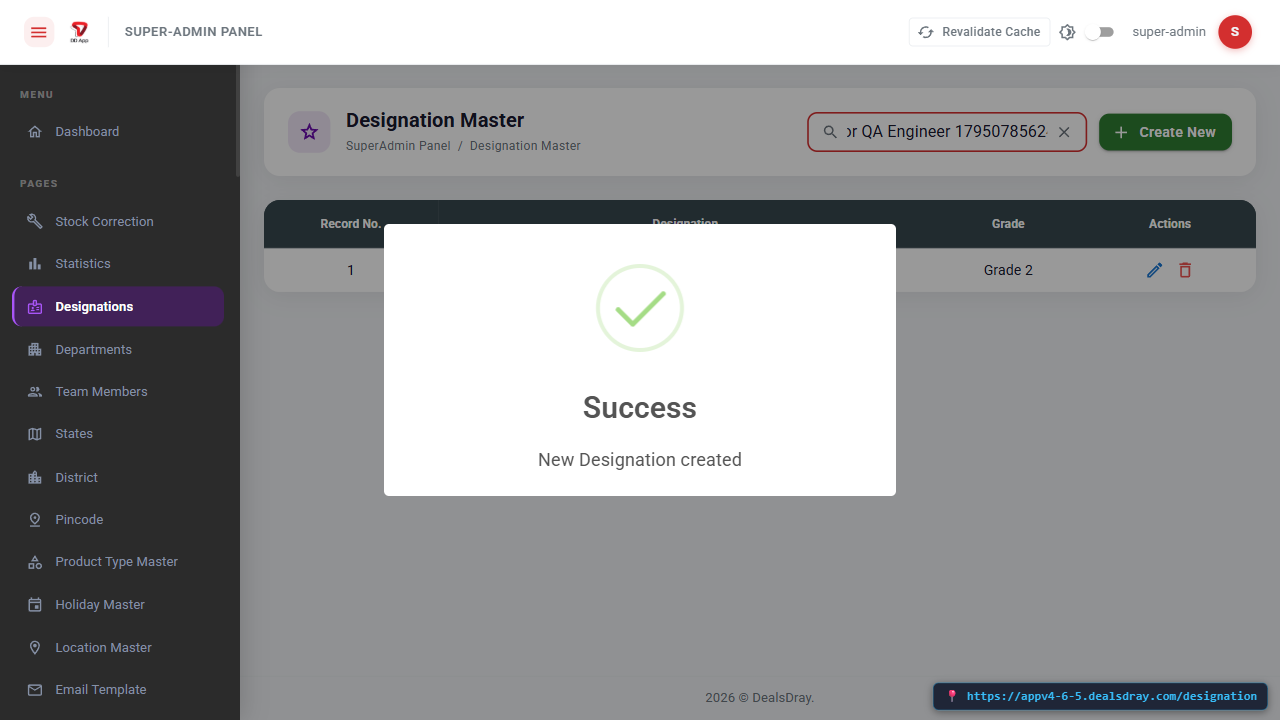 DD App
SUPER-ADMIN PANEL
Revalidate Cache
super-admin
S
MENU
Dashboard
PAGES
Stock Correction
Statistics
Designations
Departments
Team Members
States
District
Pincode
Product Type Master
Holiday Master
Location Master
Email Template
Designation Master
SuperAdmin Panel / Designation Master
or QA Engineer 1795078562
Create New
Record No. Designation Grade Actions
1 Grade 2
Success
New Designation created
2026 © DealsDray.
https://appv4-6-5.dealsdray.com/designation